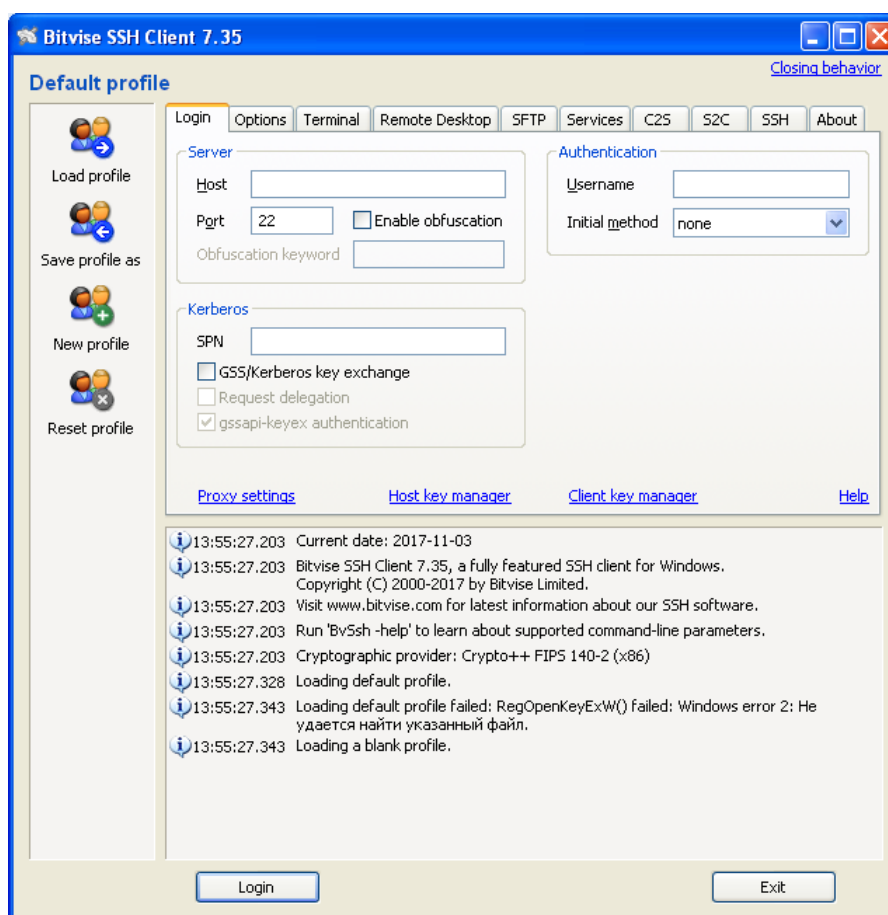 Bitvise SSH Client 7.35
Closing behavior
Default profile
Load profile
Save profile as
New profile
Reset profile
Login Options Terminal Remote Desktop SFTP Services C2S S2C SSH About
Server
Host
Port 22 Enable obfuscation
Obfuscation keyword
Authentication
Username
Initial method none
Kerberos
SPN
GSS/Kerberos key exchange
Request delegation
gssapi-keyex authentication
Proxy settings Host key manager Client key manager Help
13:55:27.203 Current date: 2017-11-03
13:55:27.203 Bitvise SSH Client 7.35, a fully featured SSH client for Windows.
Copyright (C) 2000-2017 by Bitvise Limited.
13:55:27.203 Visit www.bitvise.com for latest information about our SSH software.
13:55:27.203 Run 'BvSsh -help' to learn about supported command-line parameters.
13:55:27.203 Cryptographic provider: Crypto++ FIPS 140-2 (x86)
13:55:27.328 Loading default profile.
13:55:27.343 Loading default profile failed: RegOpenKeyExW() failed: Windows error 2: Не
удается найти указанный файл.
13:55:27.343 Loading a blank profile.
Login Exit